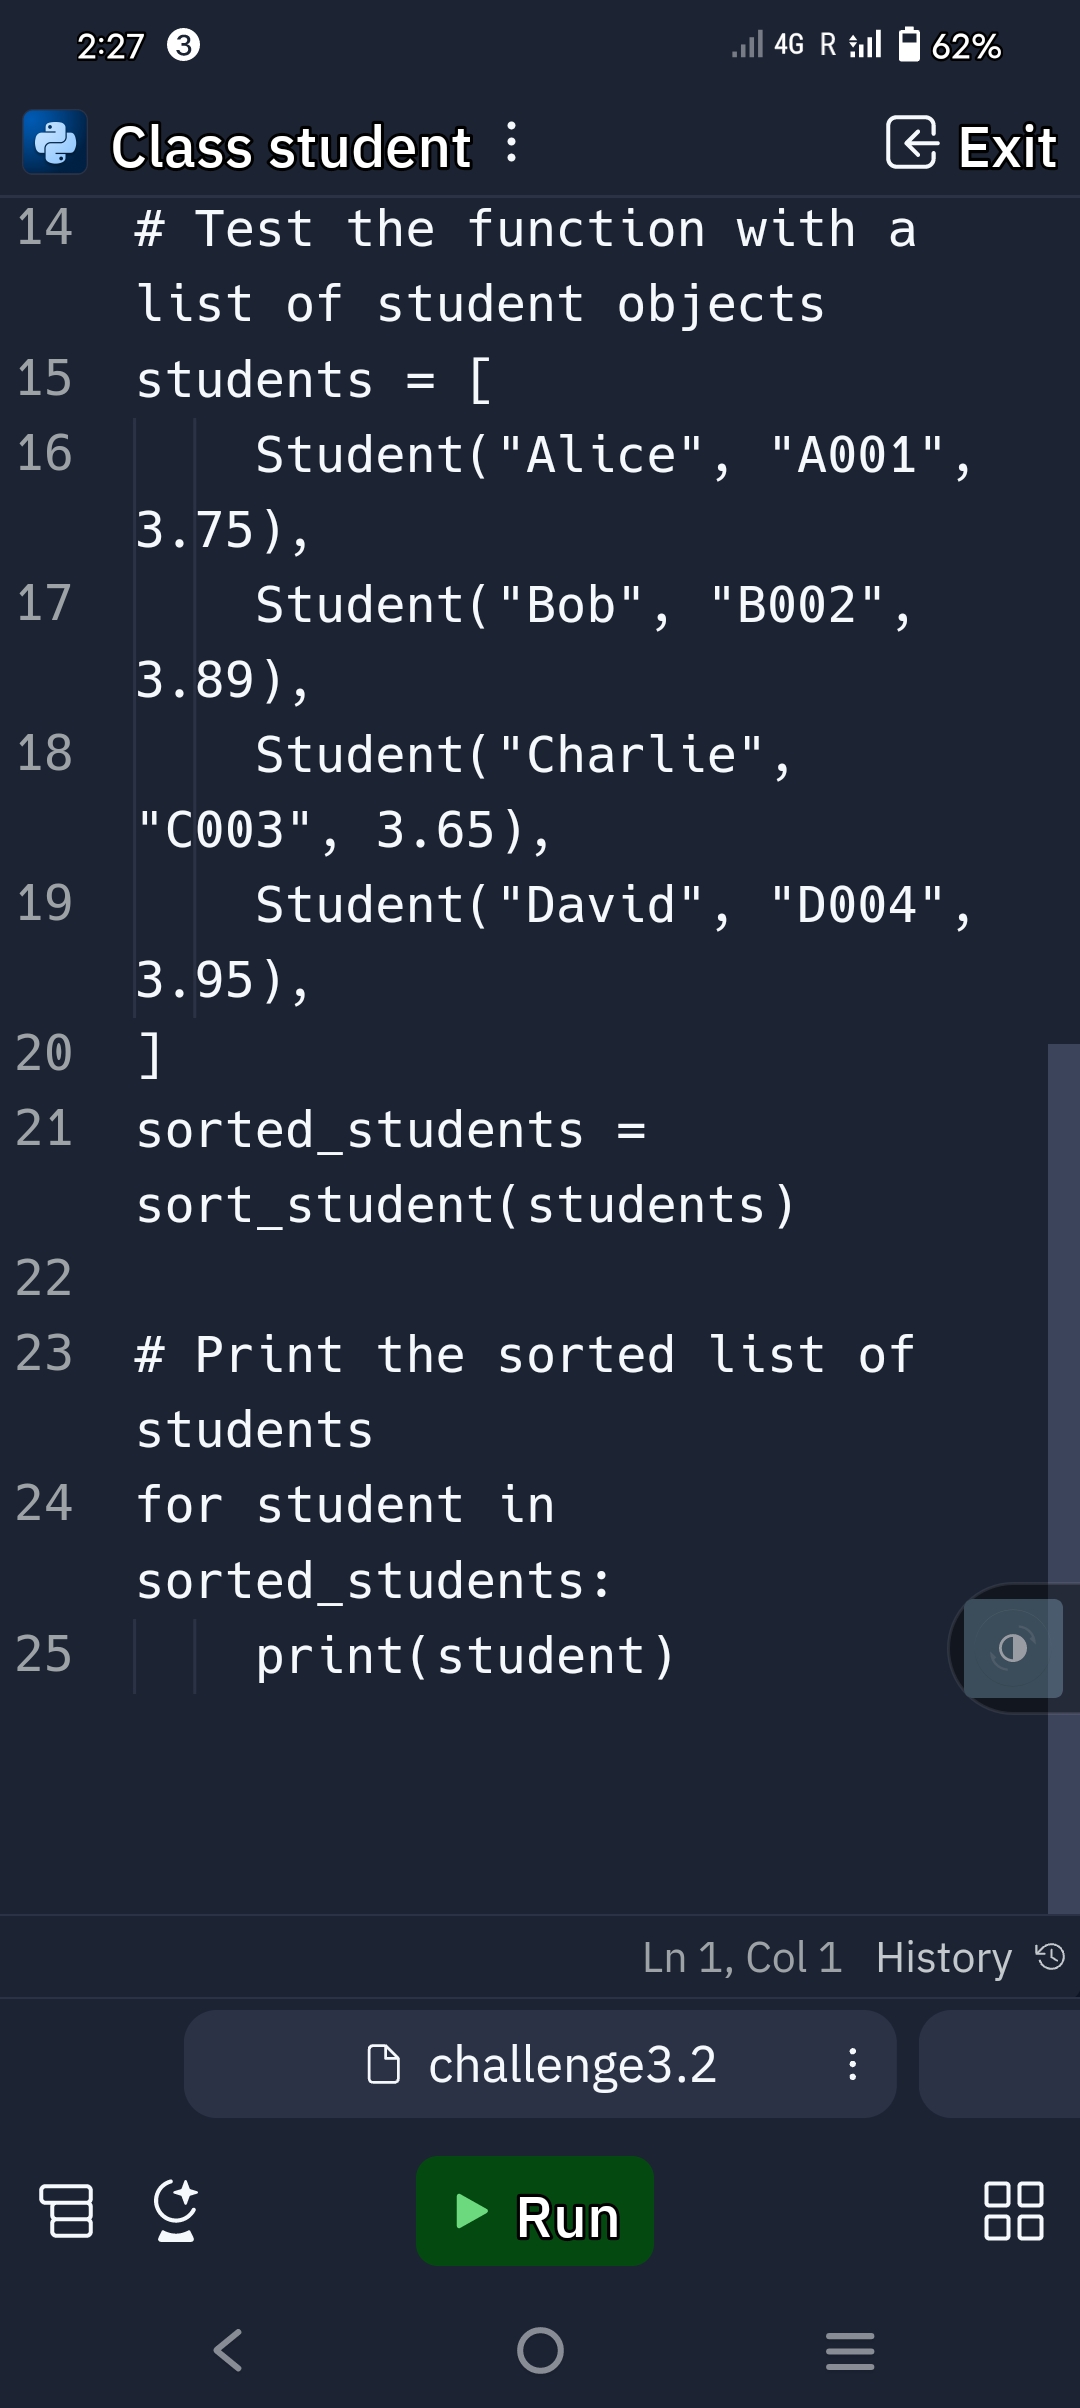 2:27 3 4G R 62%
Class student Exit
14 # Test the function with a
list of student objects
15 students = [
16 Student("Alice", "A001",
3.75),
17 Student("Bob", "B002",
3.89),
18 Student("Charlie",
"C003", 3.65),
19 Student("David", "D004",
3.95),
20 ]
21 sorted_students =
sort_student(students)
22
23 # Print the sorted list of
students
24 for student in
sorted_students:
25 print(student)
Ln 1, Col 1 History
challenge3.2
Run